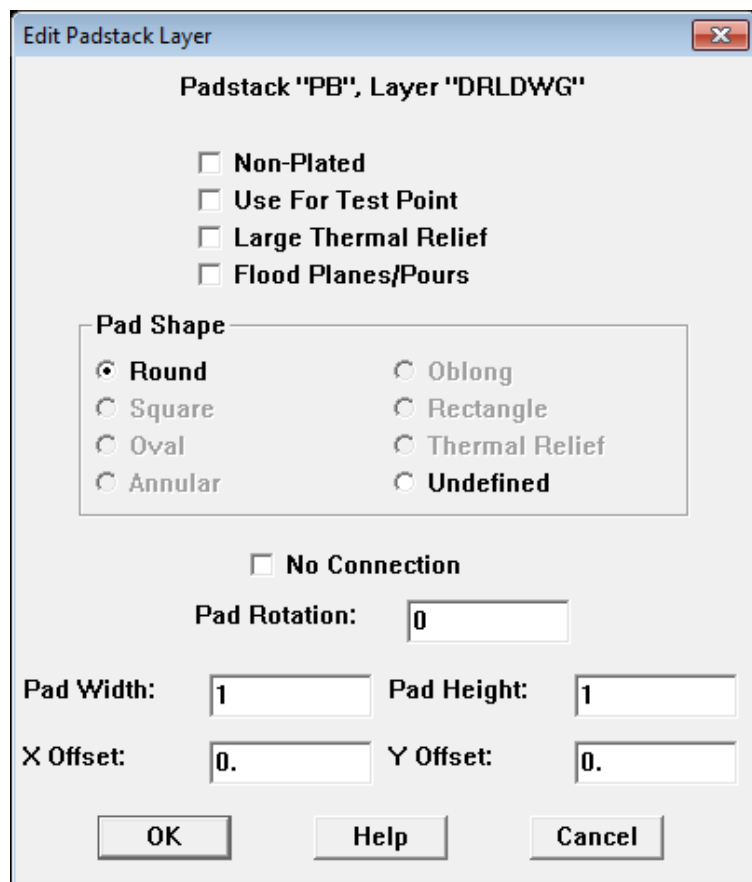 Edit Padstack Layer
Padstack "PB", Layer "DRLDWG"
Non-Plated
Use For Test Point
Large Thermal Relief
Flood Planes/Pours
Pad Shape
Round Oblong
Square Rectangle
Oval Thermal Relief
Annular Undefined
No Connection
Pad Rotation: 0
Pad Width: 1 Pad Height: 1
X Offset: 0. Y Offset: 0.
OK Help Cancel